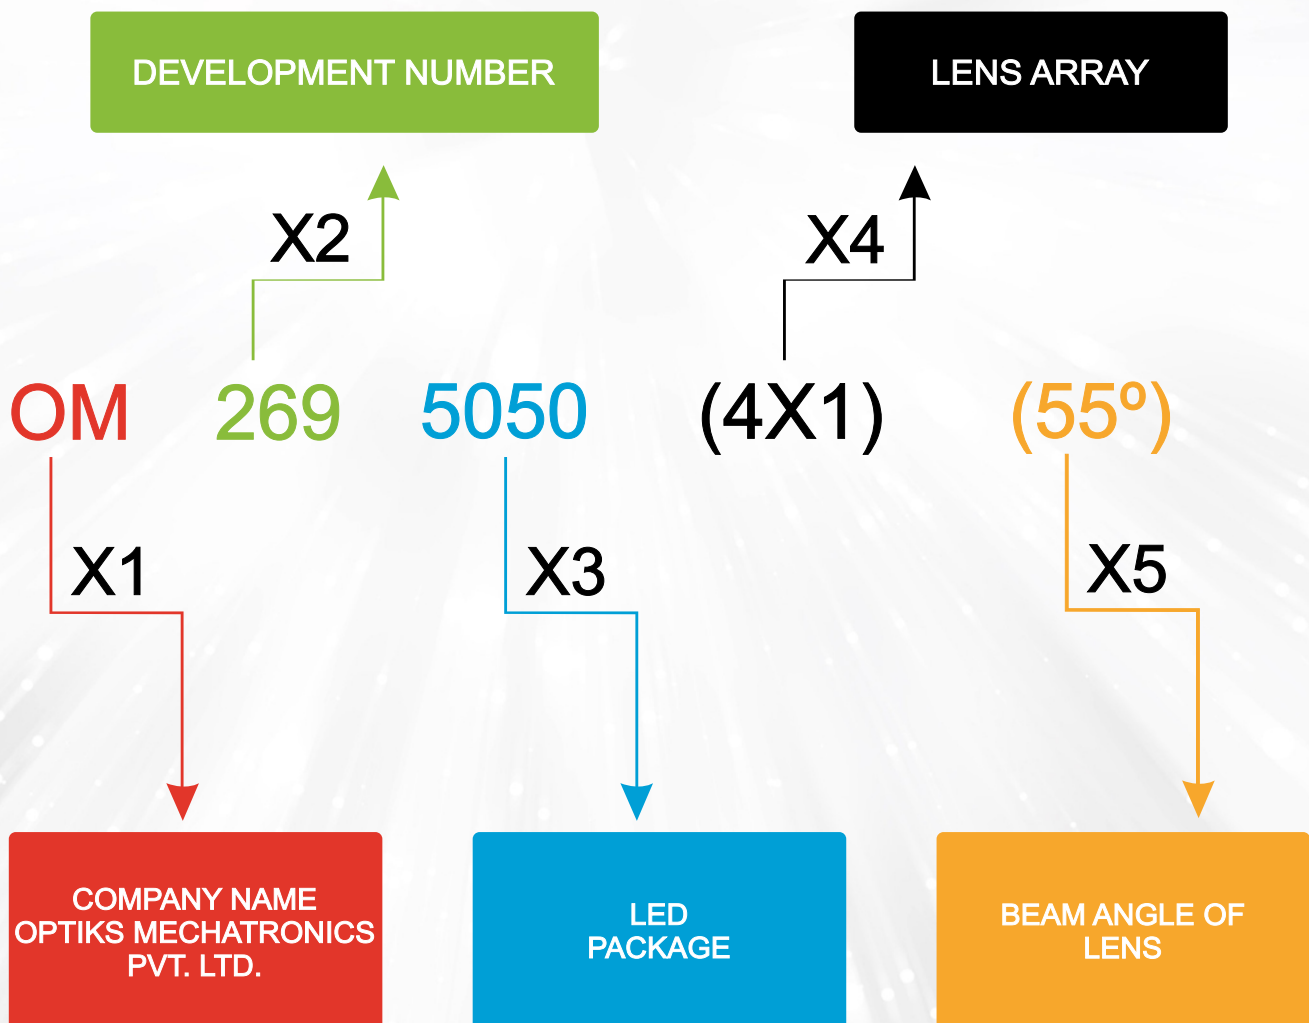 DEVELOPMENT NUMBER
LENS ARRAY
X2
X4
OM 269 5050 (4X1) (55º)
X1
X3
X5
COMPANY NAME
OPTIKS MECHATRONICS
PVT. LTD.
LED
PACKAGE
BEAM ANGLE OF
LENS